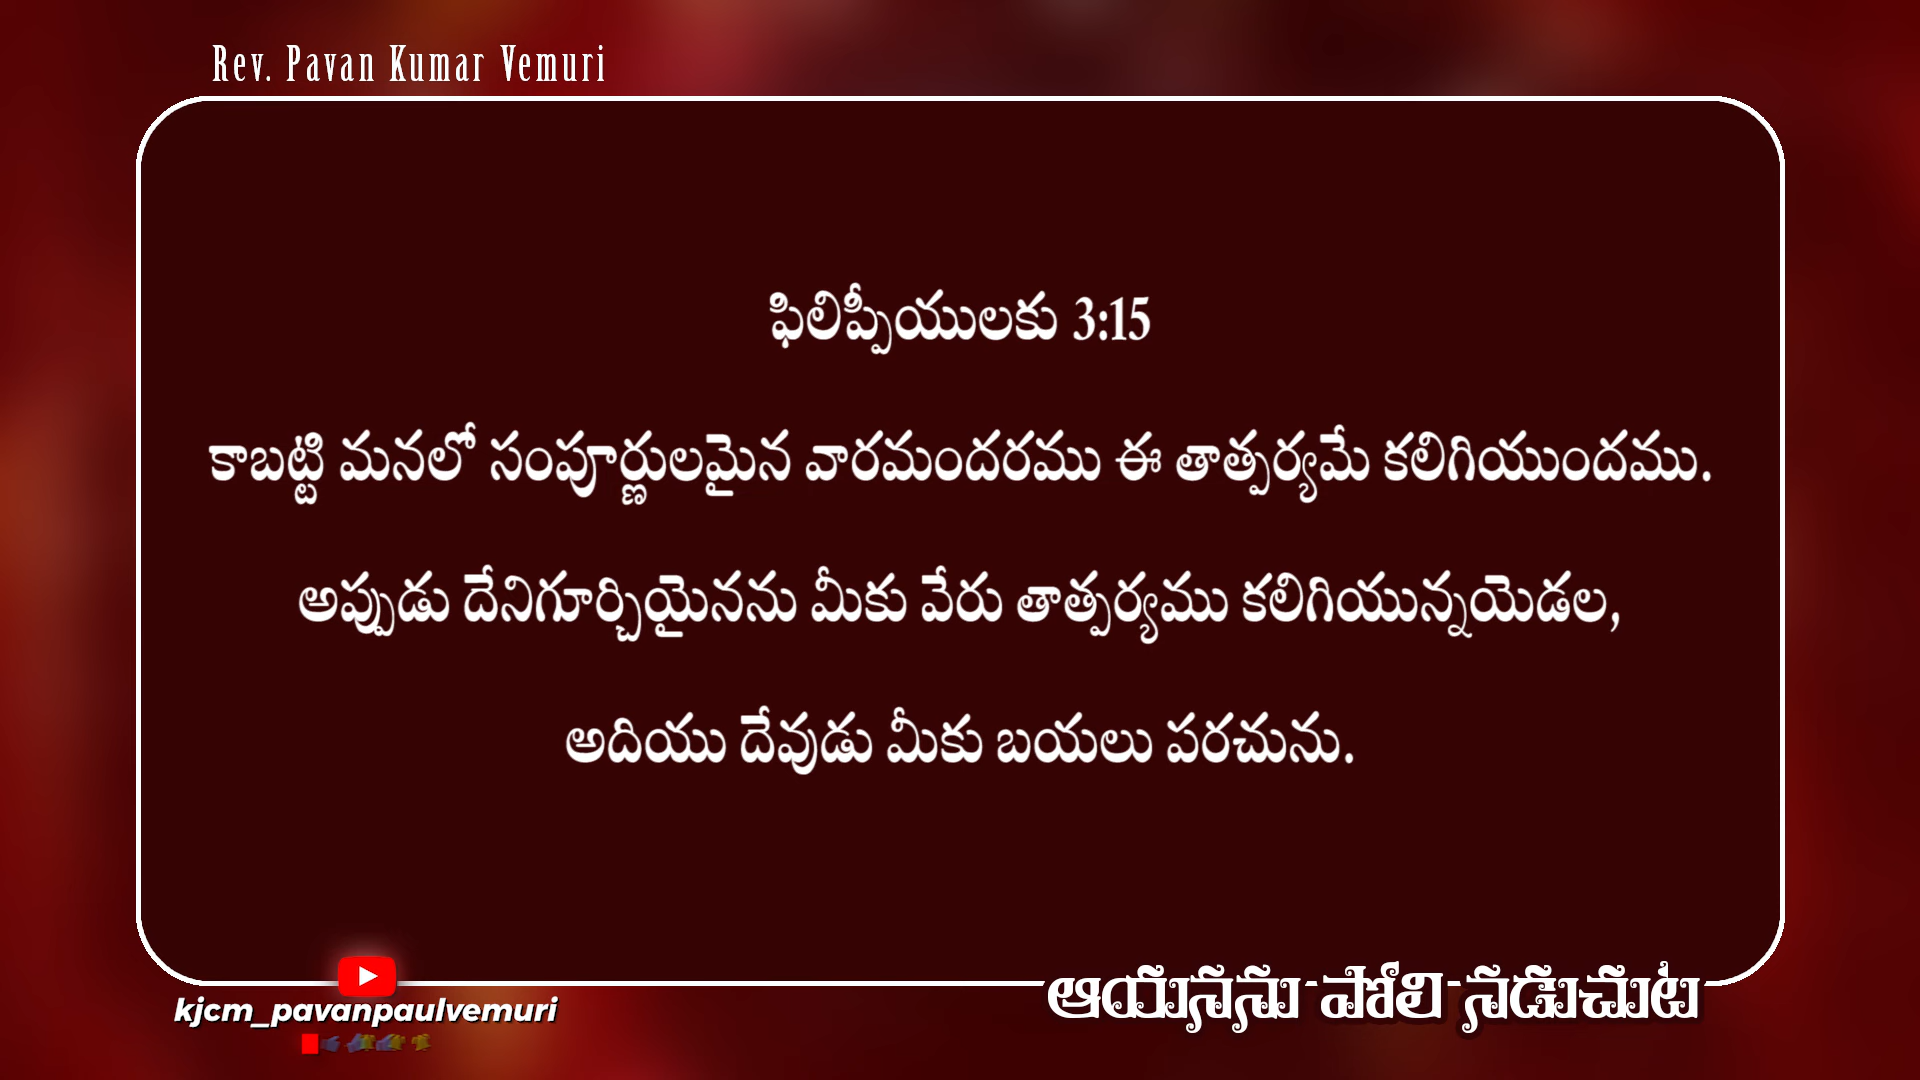 Rev. Pavan Kumar Vemuri
ఫిలిప్పీయులకు 3:15
కాబట్టి మనలో సంపూర్ణులమైన వారమందరము ఈ తాత్పర్యమే కలిగియుందము.
అప్పుడు దేనిగూర్చియైనను మీకు వేరు తాత్పర్యము కలిగియున్నయెడల,
అదియు దేవుడు మీకు బయలు పరచును.
kjcm_pavanpaulvemuri
ఆయనను పోలి నడుచుట